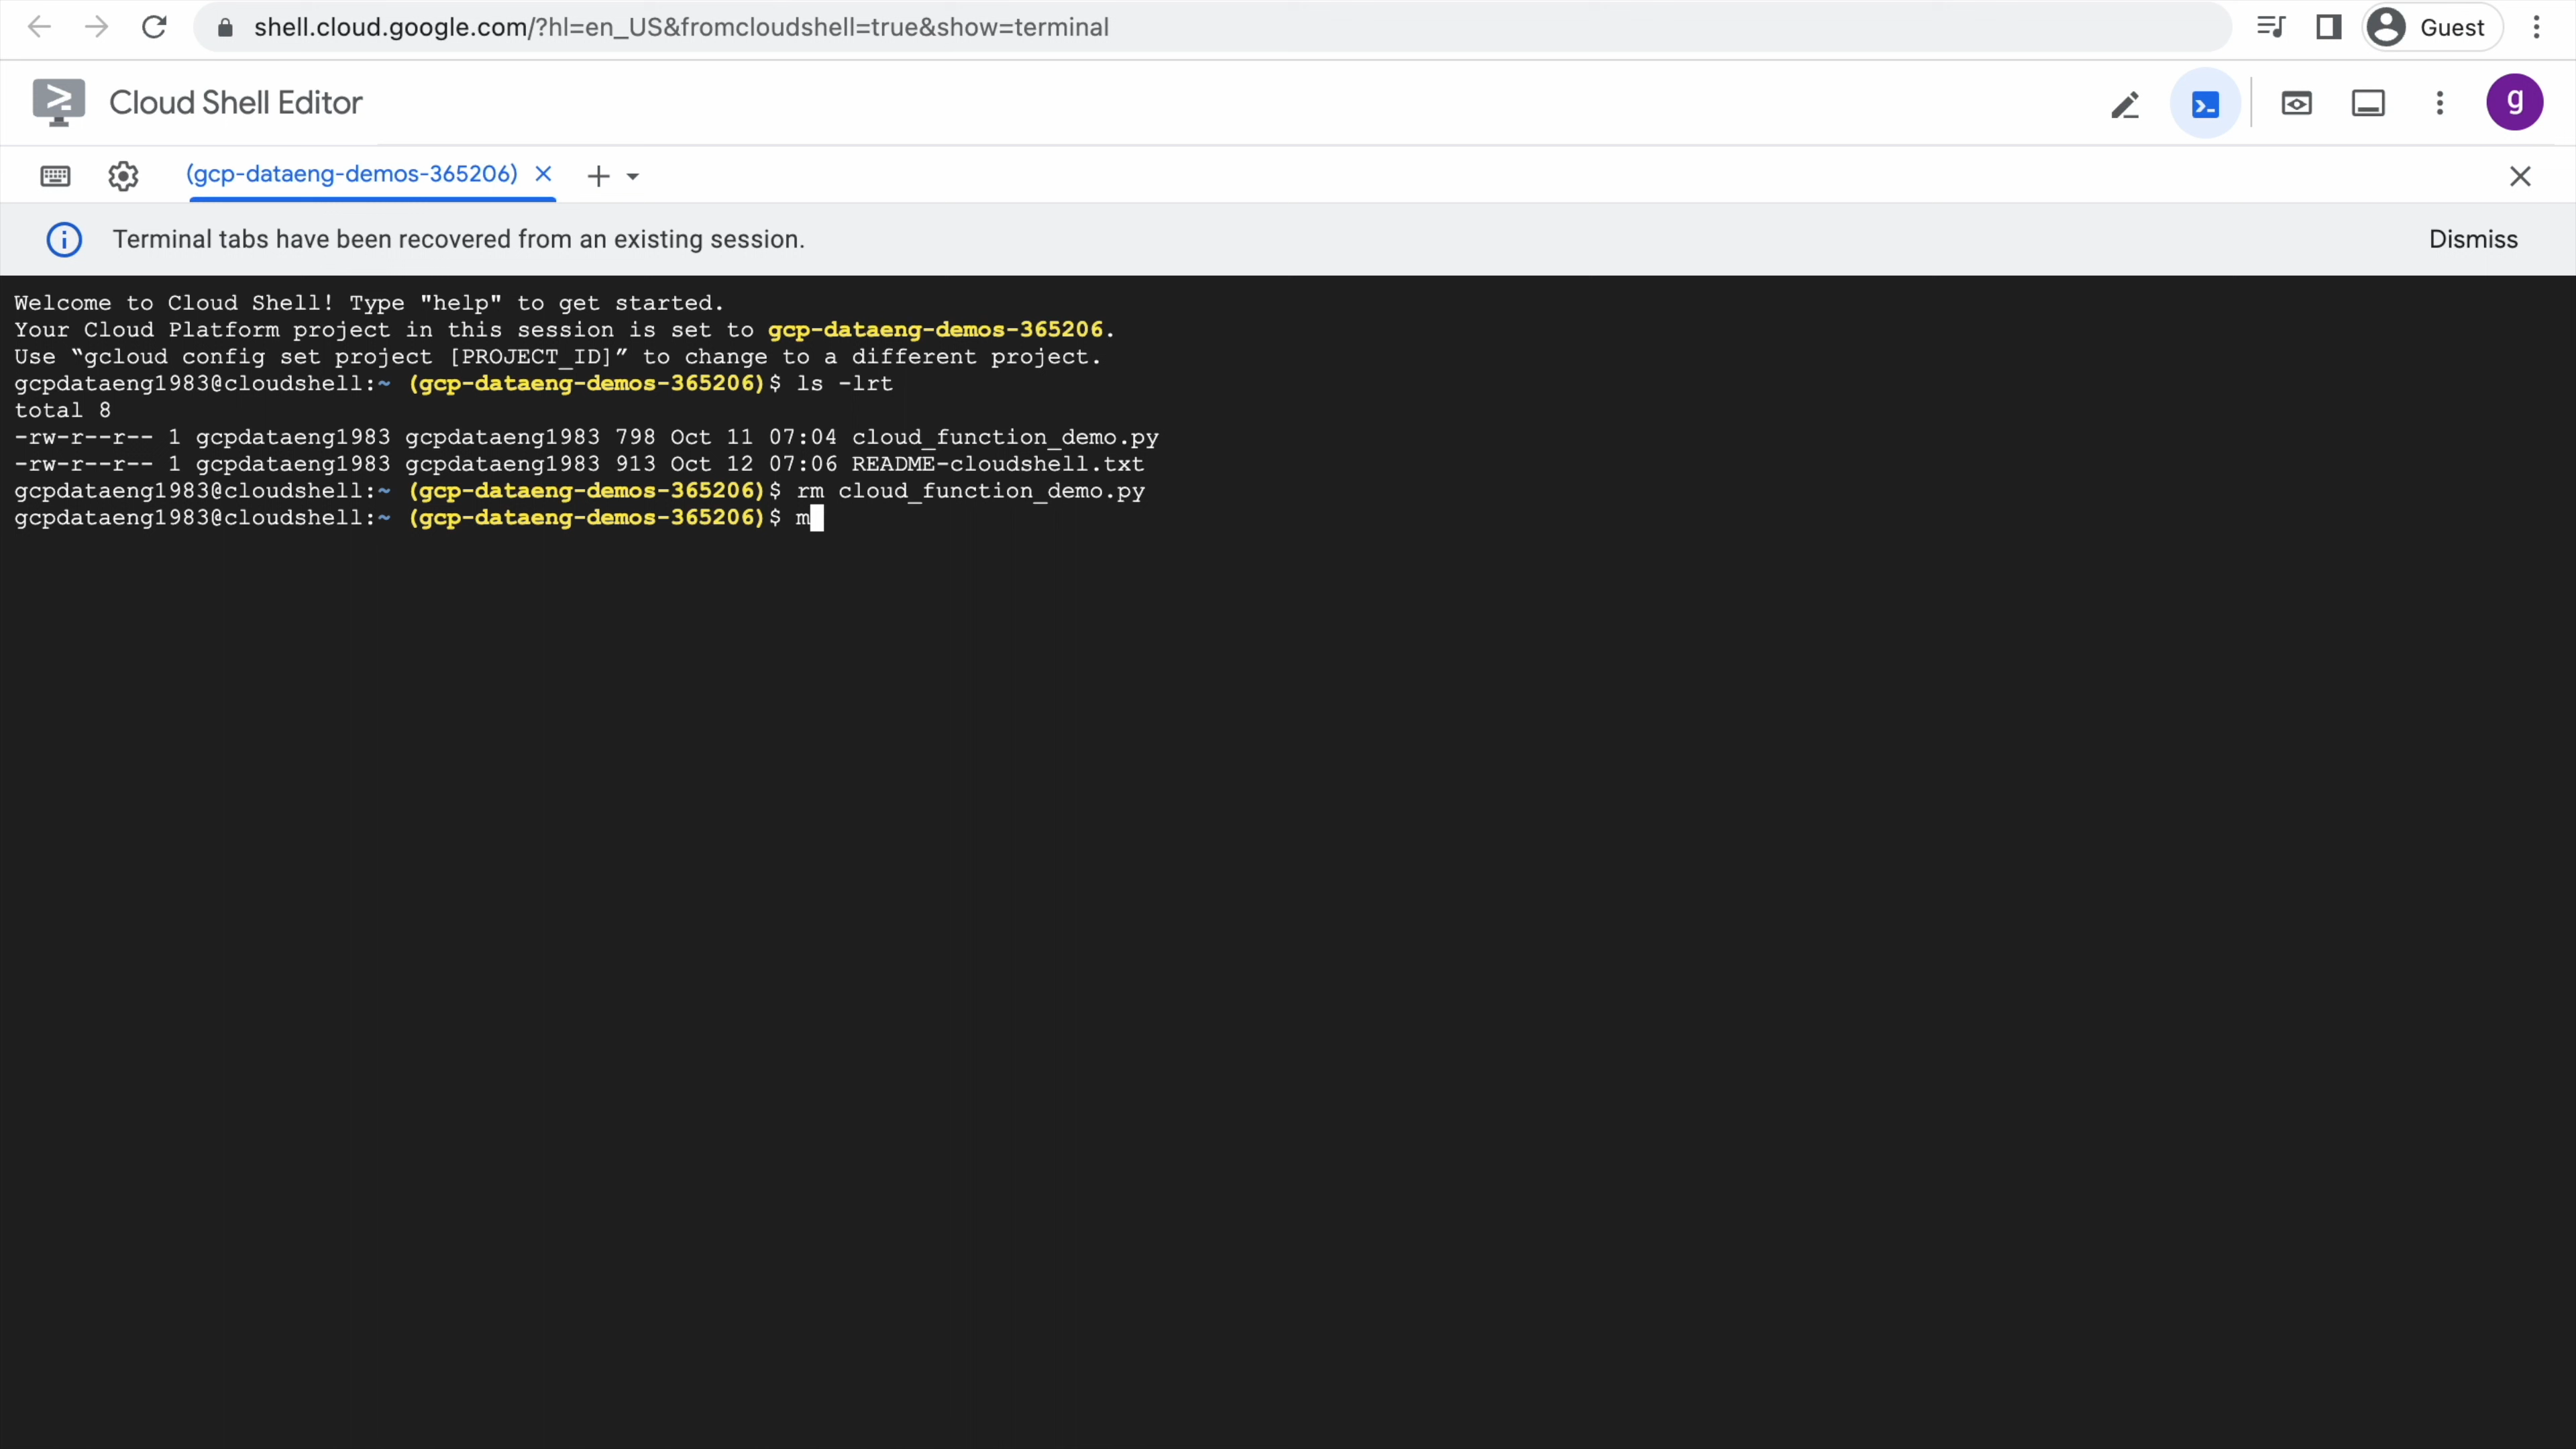 shell.cloud.google.com/?hl=en_US&fromcloudshell=true&show=terminal
Guest
Cloud Shell Editor
g
(gcp-dataeng-demos-365206)
Terminal tabs have been recovered from an existing session.
Dismiss
Welcome to Cloud Shell! Type "help" to get started.
Your Cloud Platform project in this session is set to gcp-dataeng-demos-365206.
Use “gcloud config set project [PROJECT_ID]” to change to a different project.
gcpdataeng1983@cloudshell:~ (gcp-dataeng-demos-365206)$ ls -lrt
total 8
-rw-r--r-- 1 gcpdataeng1983 gcpdataeng1983 798 Oct 11 07:04 cloud_function_demo.py
-rw-r--r-- 1 gcpdataeng1983 gcpdataeng1983 913 Oct 12 07:06 README-cloudshell.txt
gcpdataeng1983@cloudshell:~ (gcp-dataeng-demos-365206)$ rm cloud_function_demo.py
gcpdataeng1983@cloudshell:~ (gcp-dataeng-demos-365206)$ m